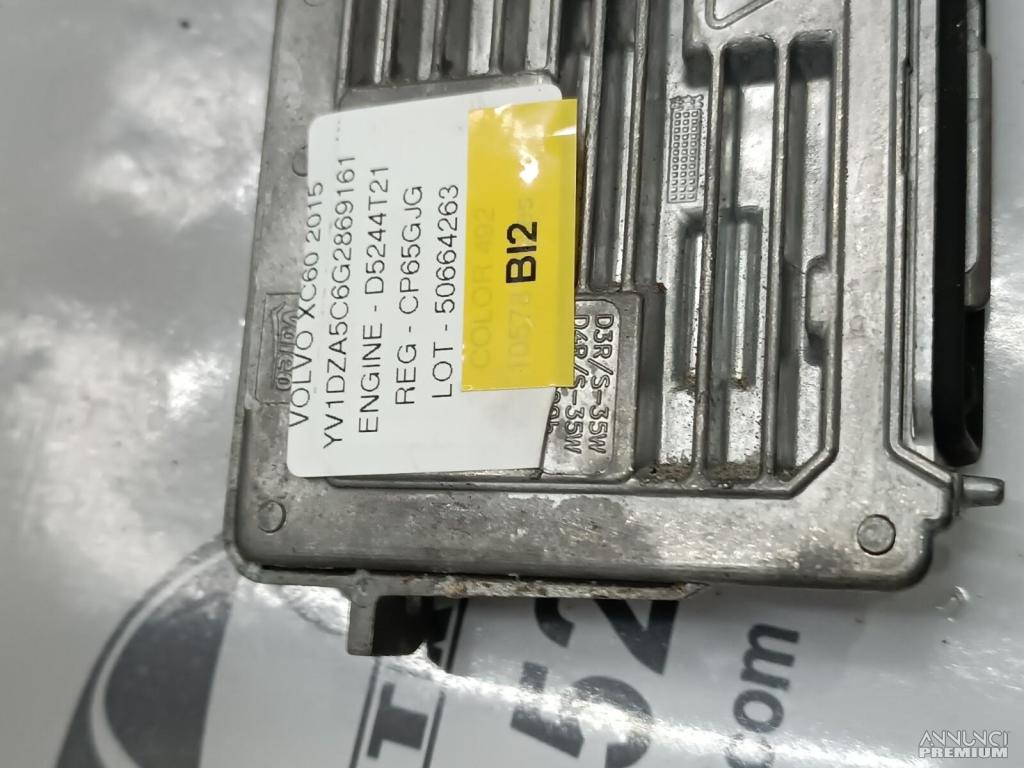 VOLVO XC60 2015
YV1DZA5C6G2869161
ENGINE - D5244T21
REG - CP65GJG
LOT - 50664263
COLOR 492
BI2
D3R/S-35W
D4R/S-35W
52
com
ANNUNCI
PREMIUM